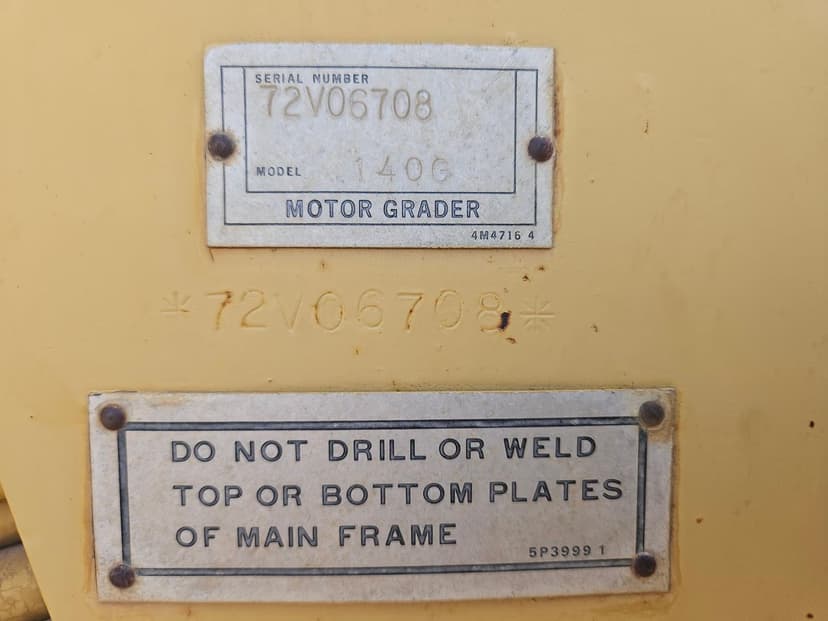 SERIAL NUMBER
72V06708
MODEL 140G
MOTOR GRADER
4M4716 4
*72V06708*
DO NOT DRILL OR WELD
TOP OR BOTTOM PLATES
OF MAIN FRAME
5P3999 1